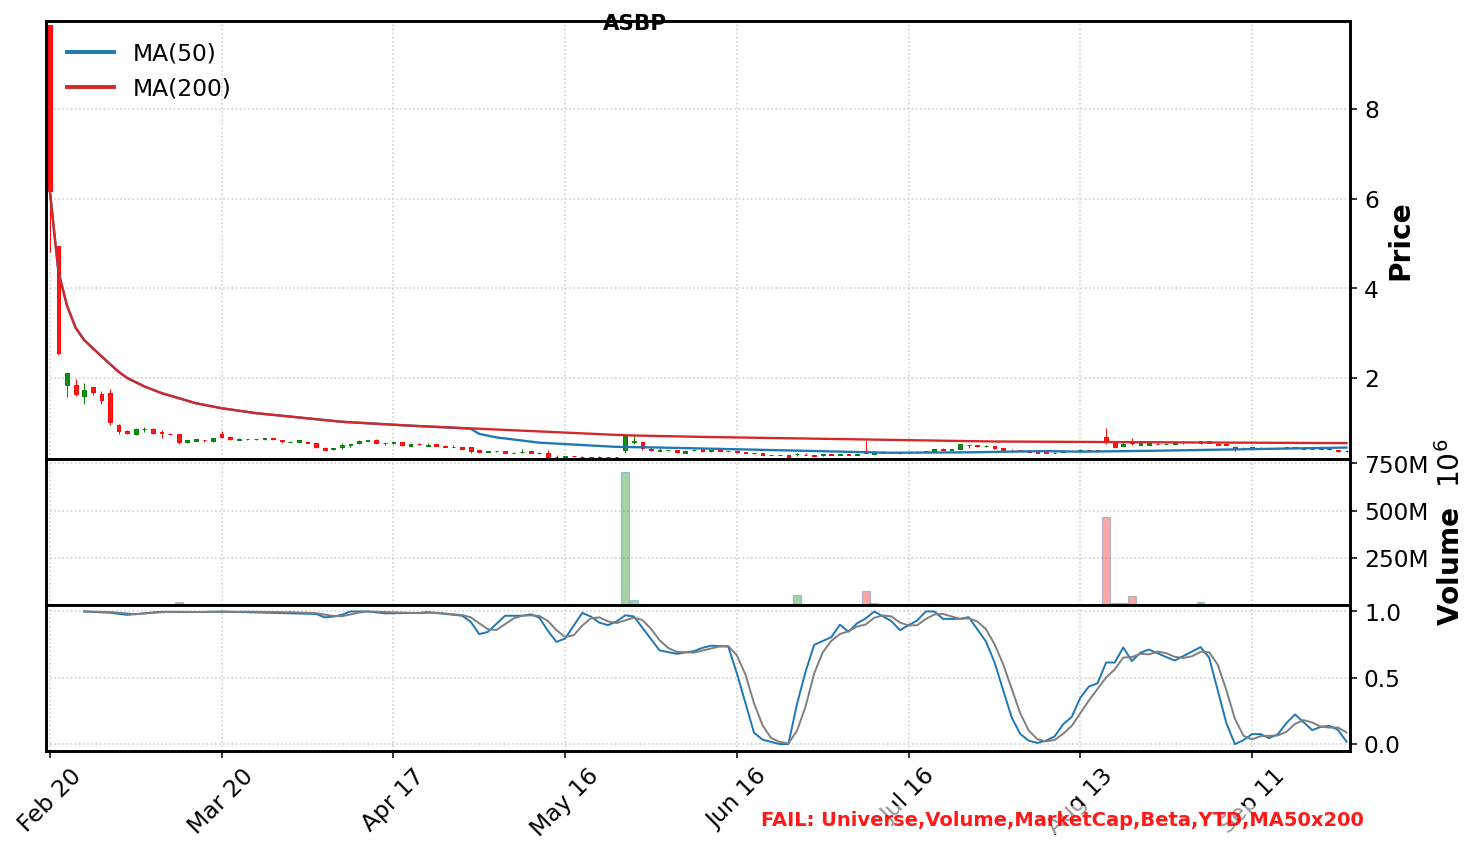 ASBP
MA(50)
MA(200)
8
6
4
2
Price
750M
500M
250M
Volume 10^6
1.0
0.5
0.0
Feb 20
Mar 20
Apr 17
May 16
Jun 16
Jul 16
Aug 13
Sep 11
FAIL: Universe,Volume,MarketCap,Beta,YTD,MA50x200